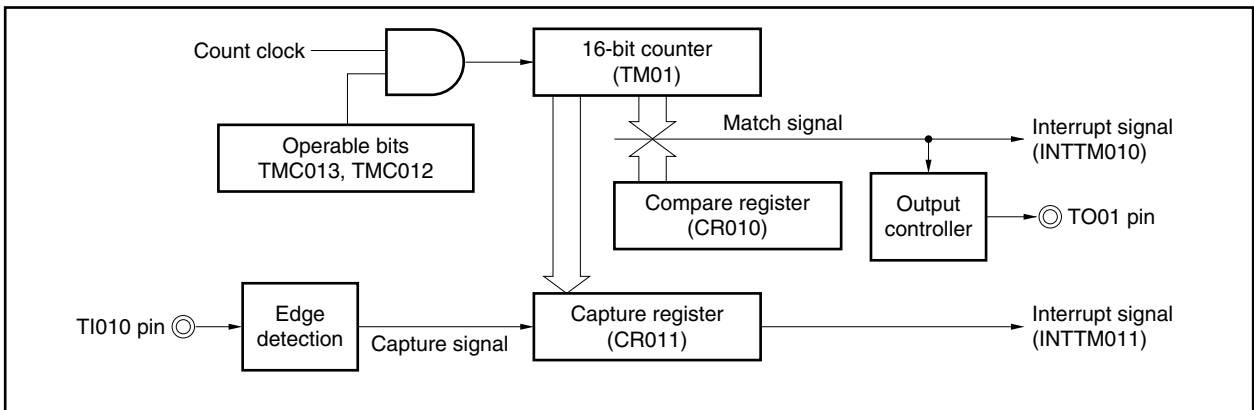 Count clock
16-bit counter
(TM01)
Operable bits
TMC013, TMC012
Match signal
Interrupt signal
(INTTM010)
Compare register
(CR010)
Output
controller
TO01 pin
TI010 pin
Edge
detection
Capture signal
Capture register
(CR011)
Interrupt signal
(INTTM011)